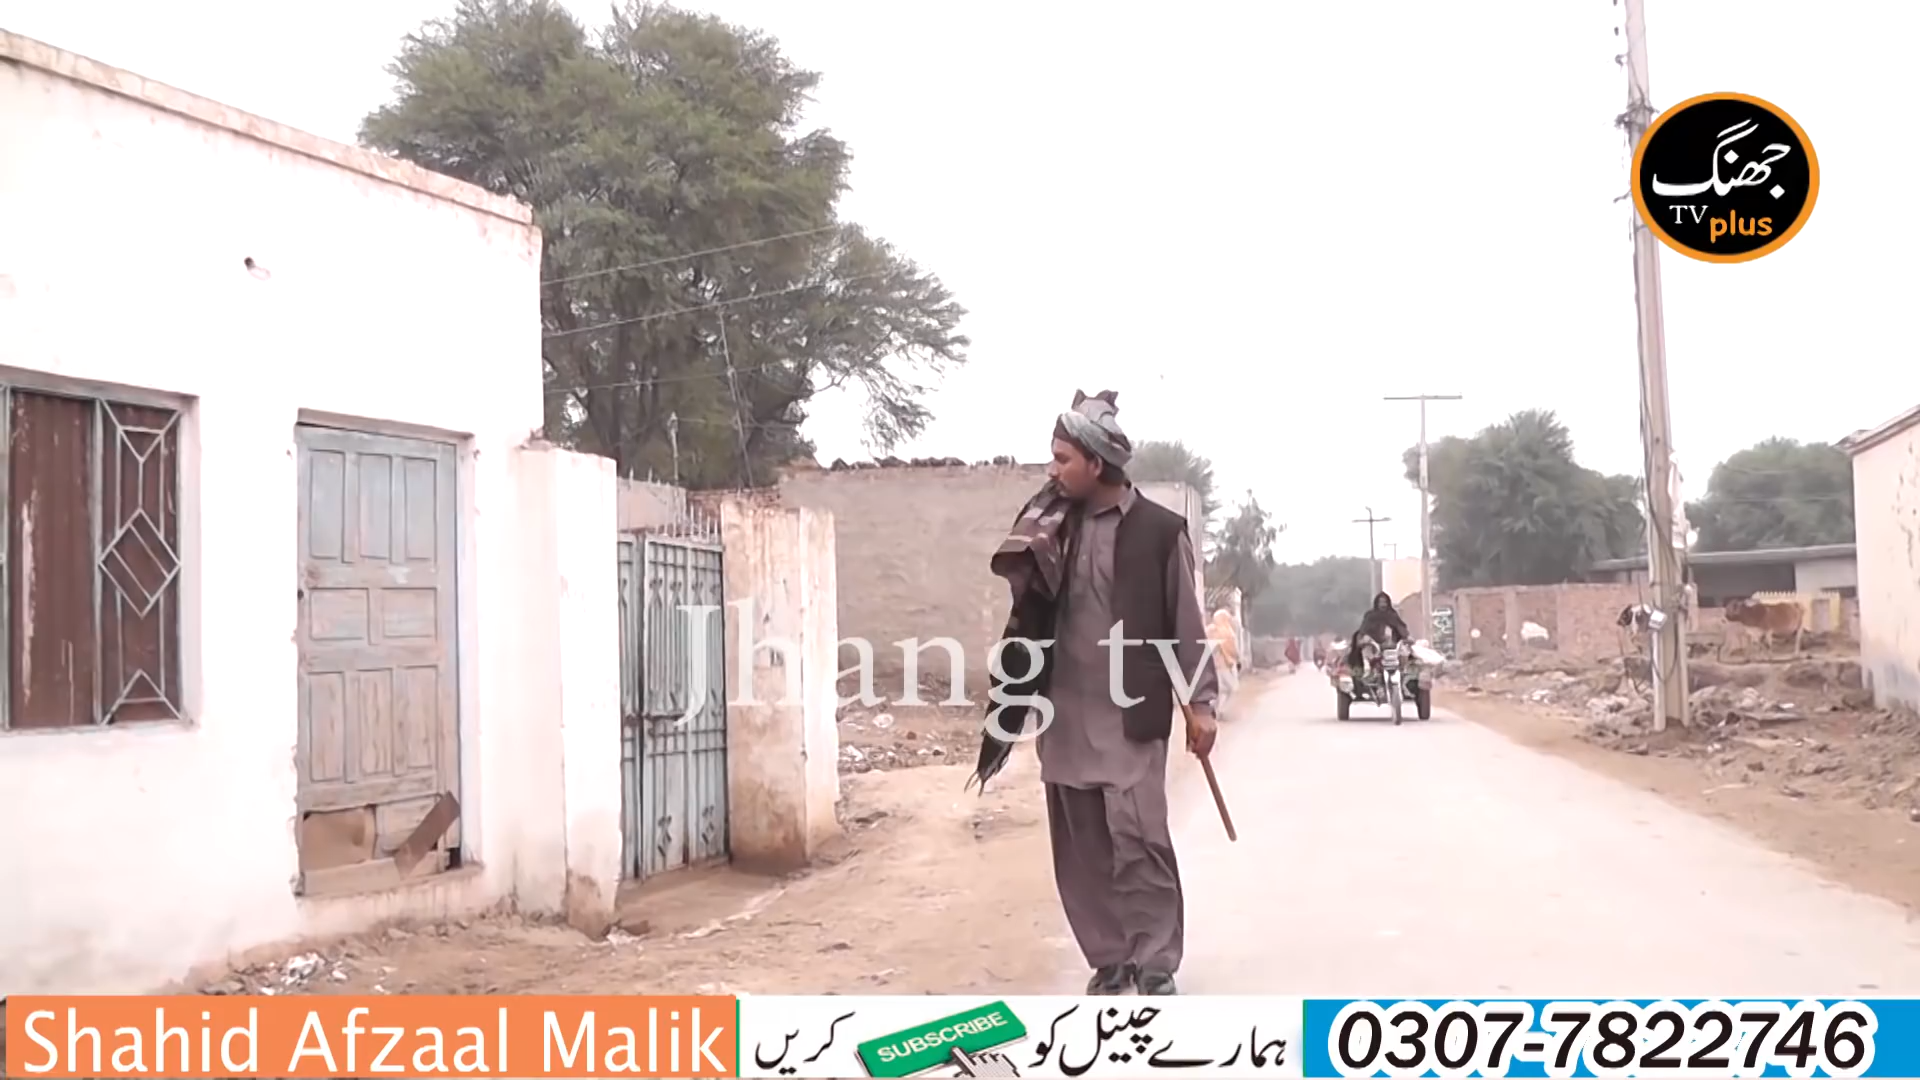 جھنگ
TV plus
Jhang tv
Shahid Afzaal Malik
ہمارے چینل کو SUBSCRIBE کریں
0307-7822746